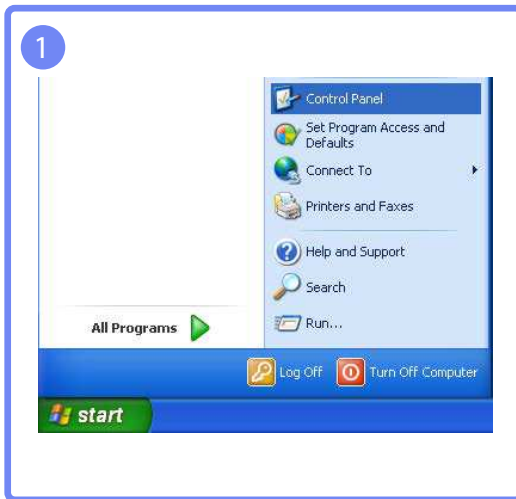 1
Control Panel
Set Program Access and
Defaults
Connect To
Printers and Faxes
Help and Support
Search
All Programs
Run...
Log Off
Turn Off Computer
start